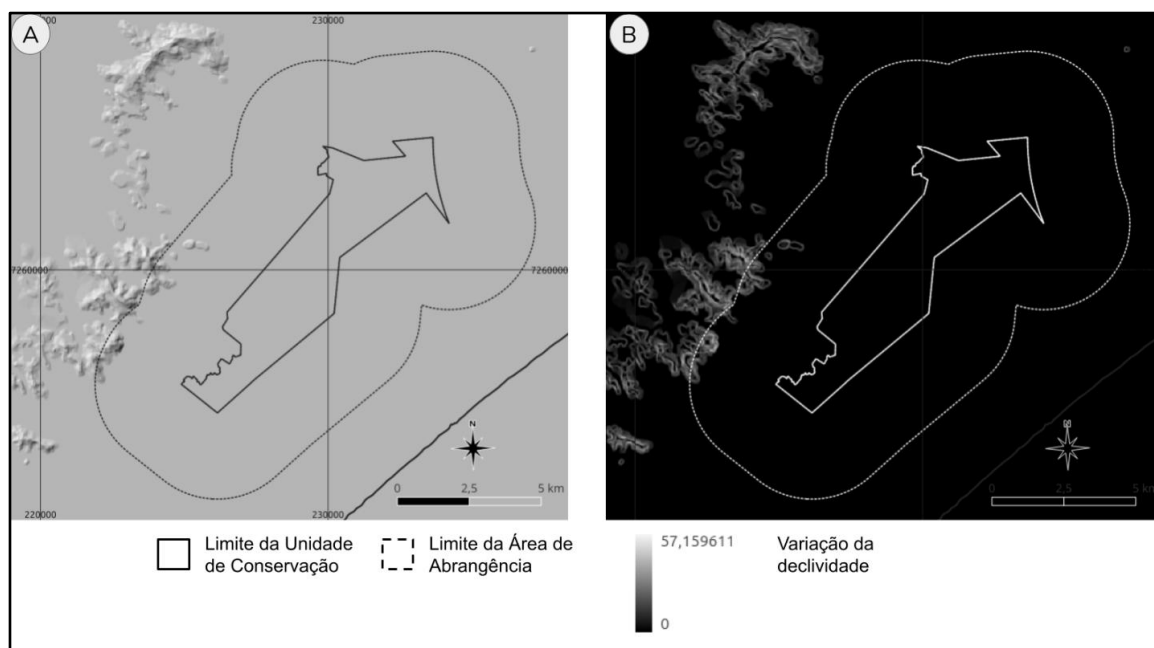 A
B
230000
7260000
7260000
N
N
0
2,5
5 km
0
2,5
5 km
220000
230000
Limite da Unidade
de Conservação
Limite da Área de
Abrangência
57,159611
0
Variação da
declividade